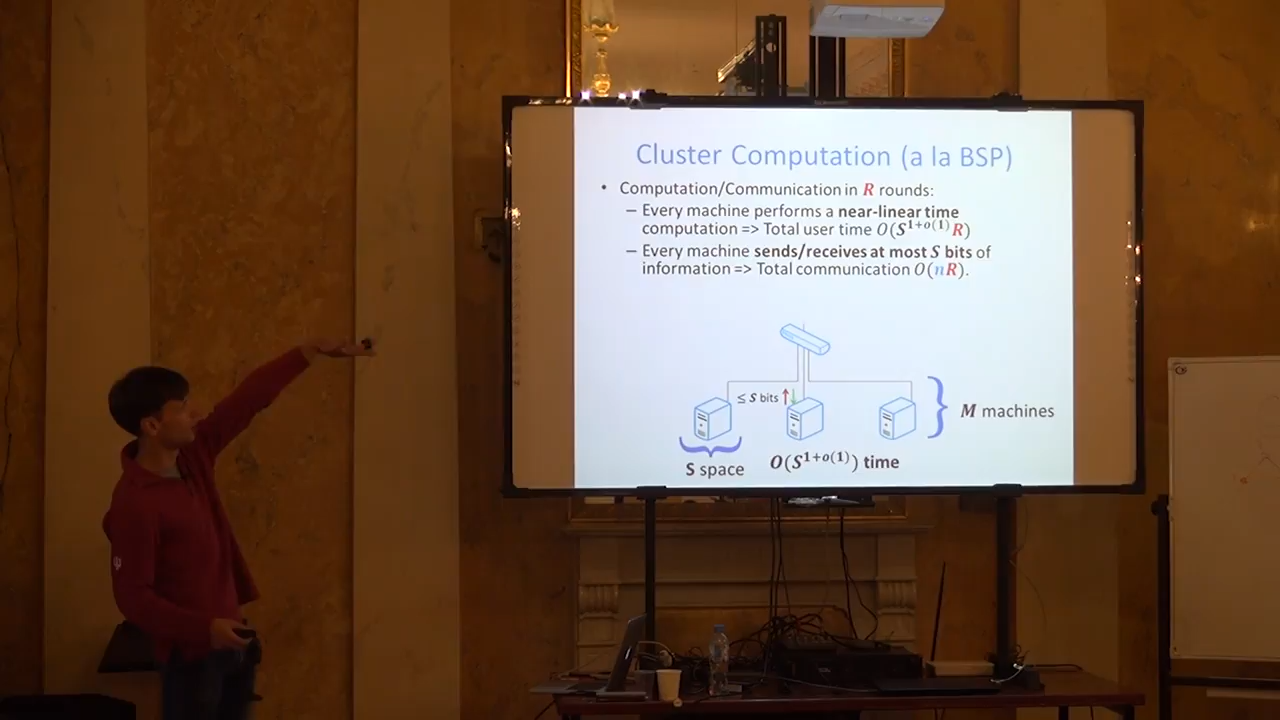 Cluster Computation (a la BSP)
• Computation/Communication in R rounds:
– Every machine performs a near-linear time
computation => Total user time O(S^{1+o(1)}R)
– Every machine sends/receives at most S bits of
information => Total communication O(nR).
≤ S bits
M machines
S space
O(S^{1+o(1)}) time